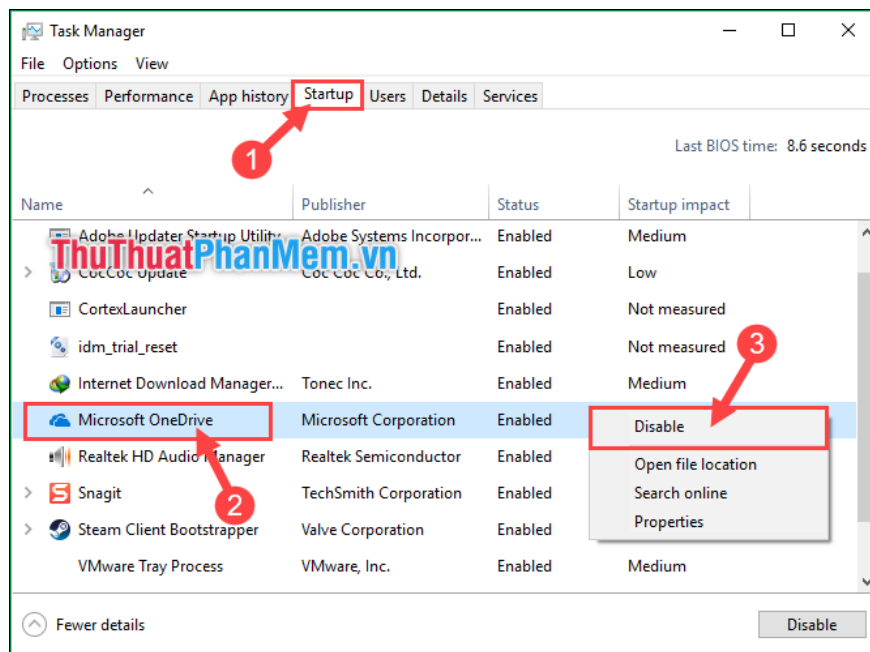 Task Manager
File Options View
Processes Performance App history Startup Users Details Services
1
Last BIOS time: 8.6 seconds
Name Publisher Status Startup impact
Adobe Updater Startup Utility Adobe Systems Incorpor... Enabled Medium
ThuThuatPhanMem.vn
CocCoc Update Coc Coc Co., Ltd. Enabled Low
CortexLauncher Enabled Not measured
idm_trial_reset Enabled Not measured
3
Internet Download Manager... Tonec Inc. Enabled Medium
Microsoft OneDrive Microsoft Corporation Enabled
Disable
Realtek HD Audio Manager Realtek Semiconductor Enabled
Open file location
Snagit TechSmith Corporation Enabled
Search online
2
Properties
Steam Client Bootstrapper Valve Corporation Enabled
VMware Tray Process VMware, Inc. Enabled Medium
Fewer details Disable